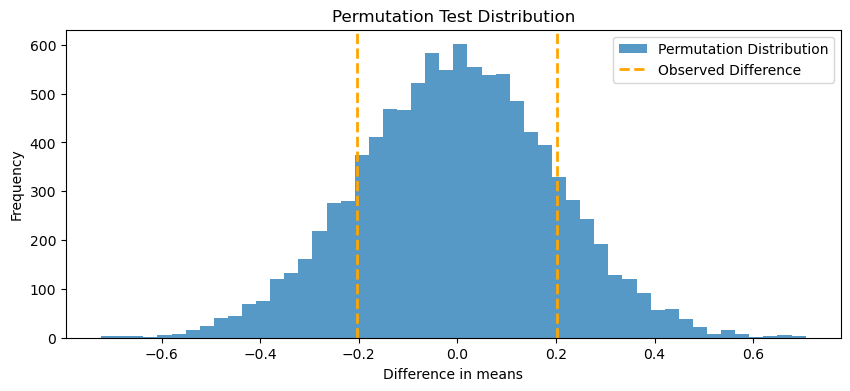 Permutation Test Distribution
Permutation Distribution
Observed Difference
Frequency
600
500
400
300
200
100
0
−0.6 −0.4 −0.2 0.0 0.2 0.4 0.6
Difference in means